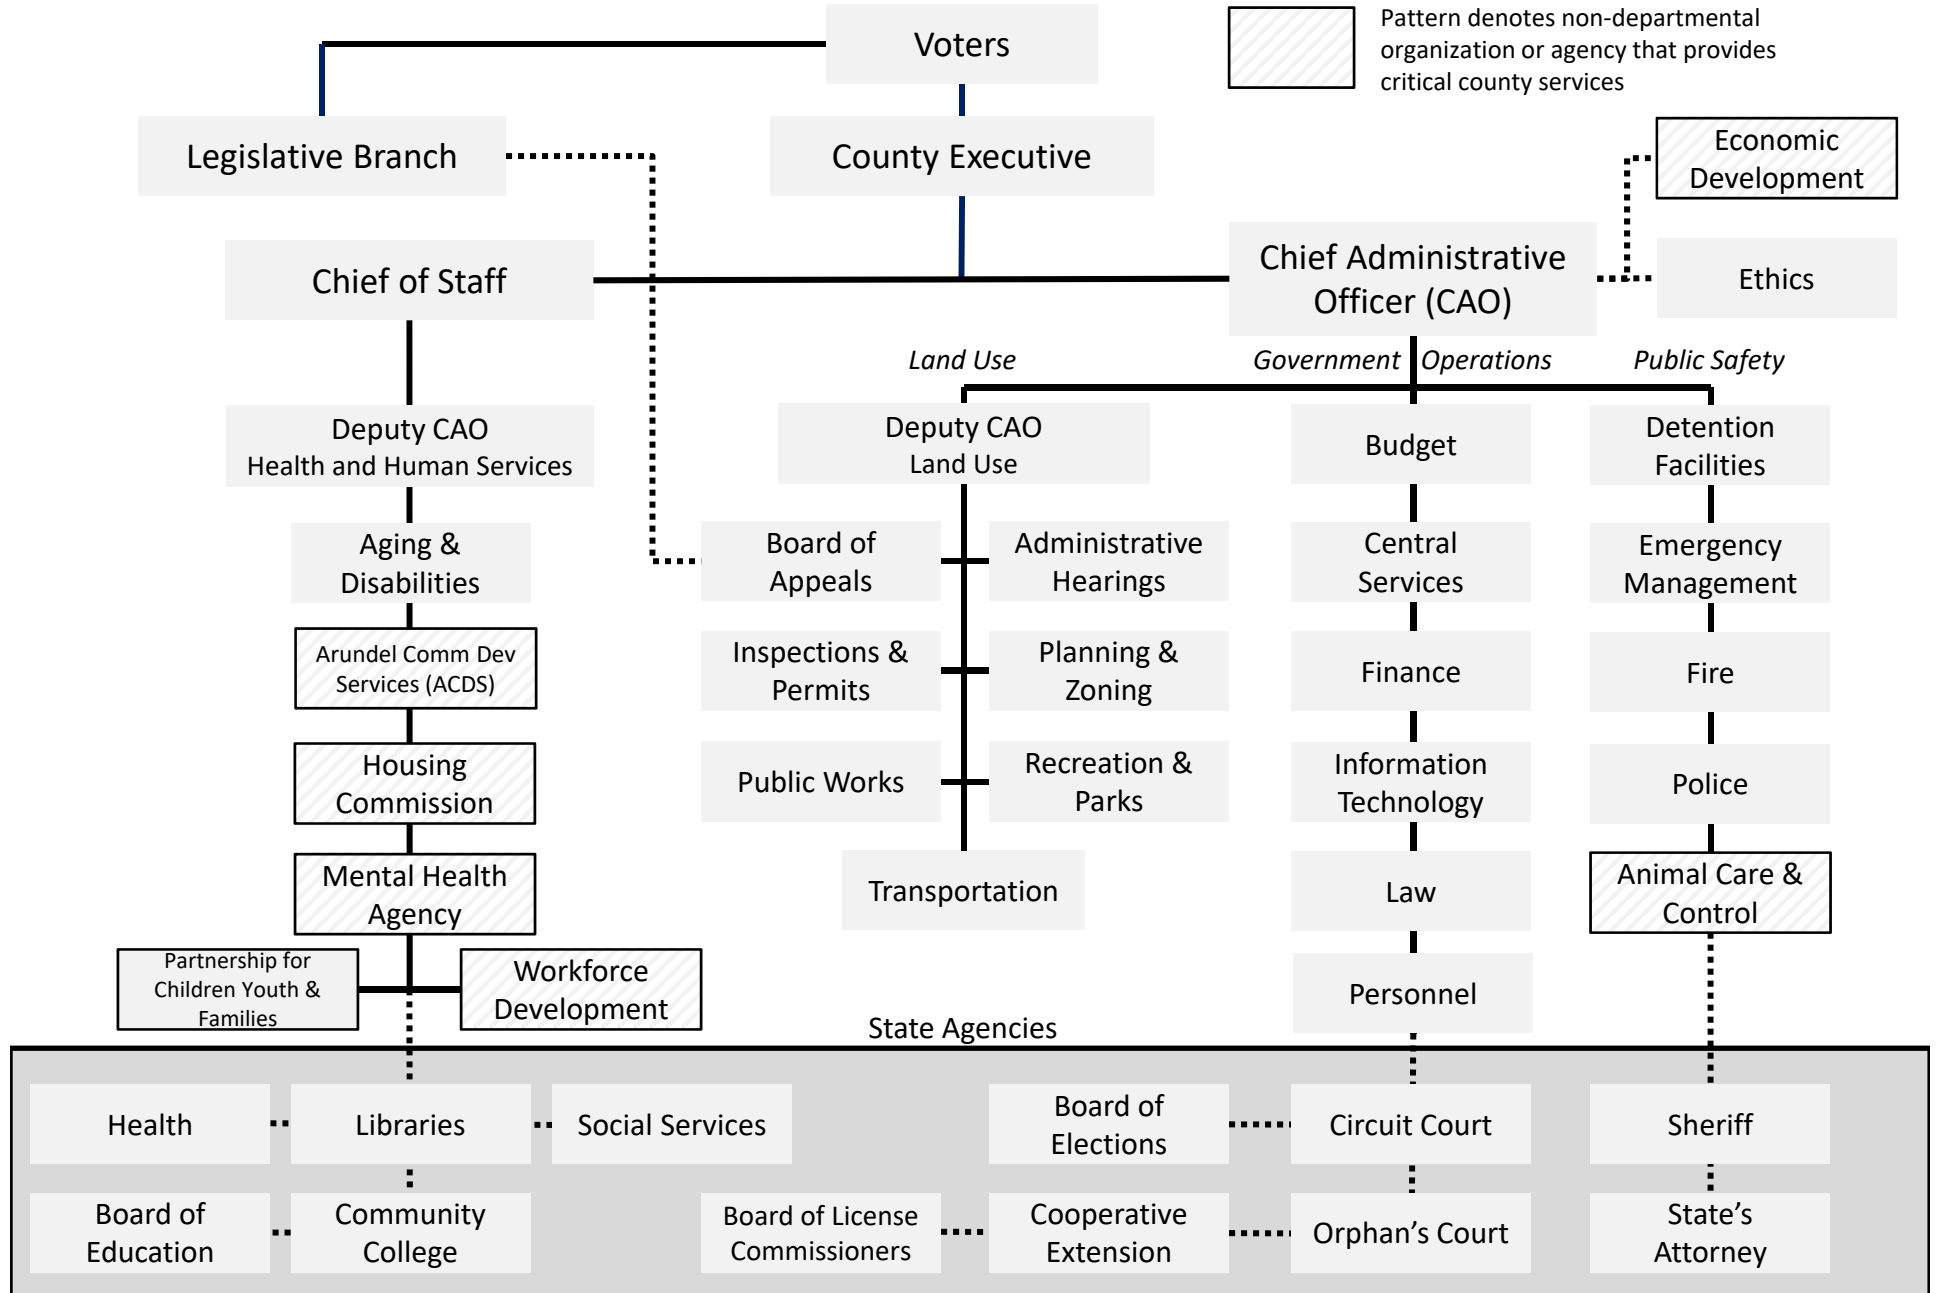 Voters
Pattern denotes non-departmental
organization or agency that provides
critical county services
Legislative Branch
County Executive
Economic
Development
Chief of Staff
Chief Administrative
Officer (CAO)
Ethics
Land Use
Government Operations
Public Safety
Deputy CAO
Health and Human Services
Deputy CAO
Land Use
Budget
Detention
Facilities
Aging &
Disabilities
Board of
Appeals
Administrative
Hearings
Central
Services
Emergency
Management
Arundel Comm Dev
Services (ACDS)
Inspections &
Permits
Planning &
Zoning
Finance
Fire
Housing
Commission
Public Works
Recreation &
Parks
Information
Technology
Police
Mental Health
Agency
Transportation
Law
Animal Care &
Control
Partnership for
Children Youth &
Families
Workforce
Development
Personnel
State Agencies
Health
Libraries
Social Services
Board of
Elections
Circuit Court
Sheriff
Board of
Education
Community
College
Board of License
Commissioners
Cooperative
Extension
Orphan’s Court
State’s
Attorney